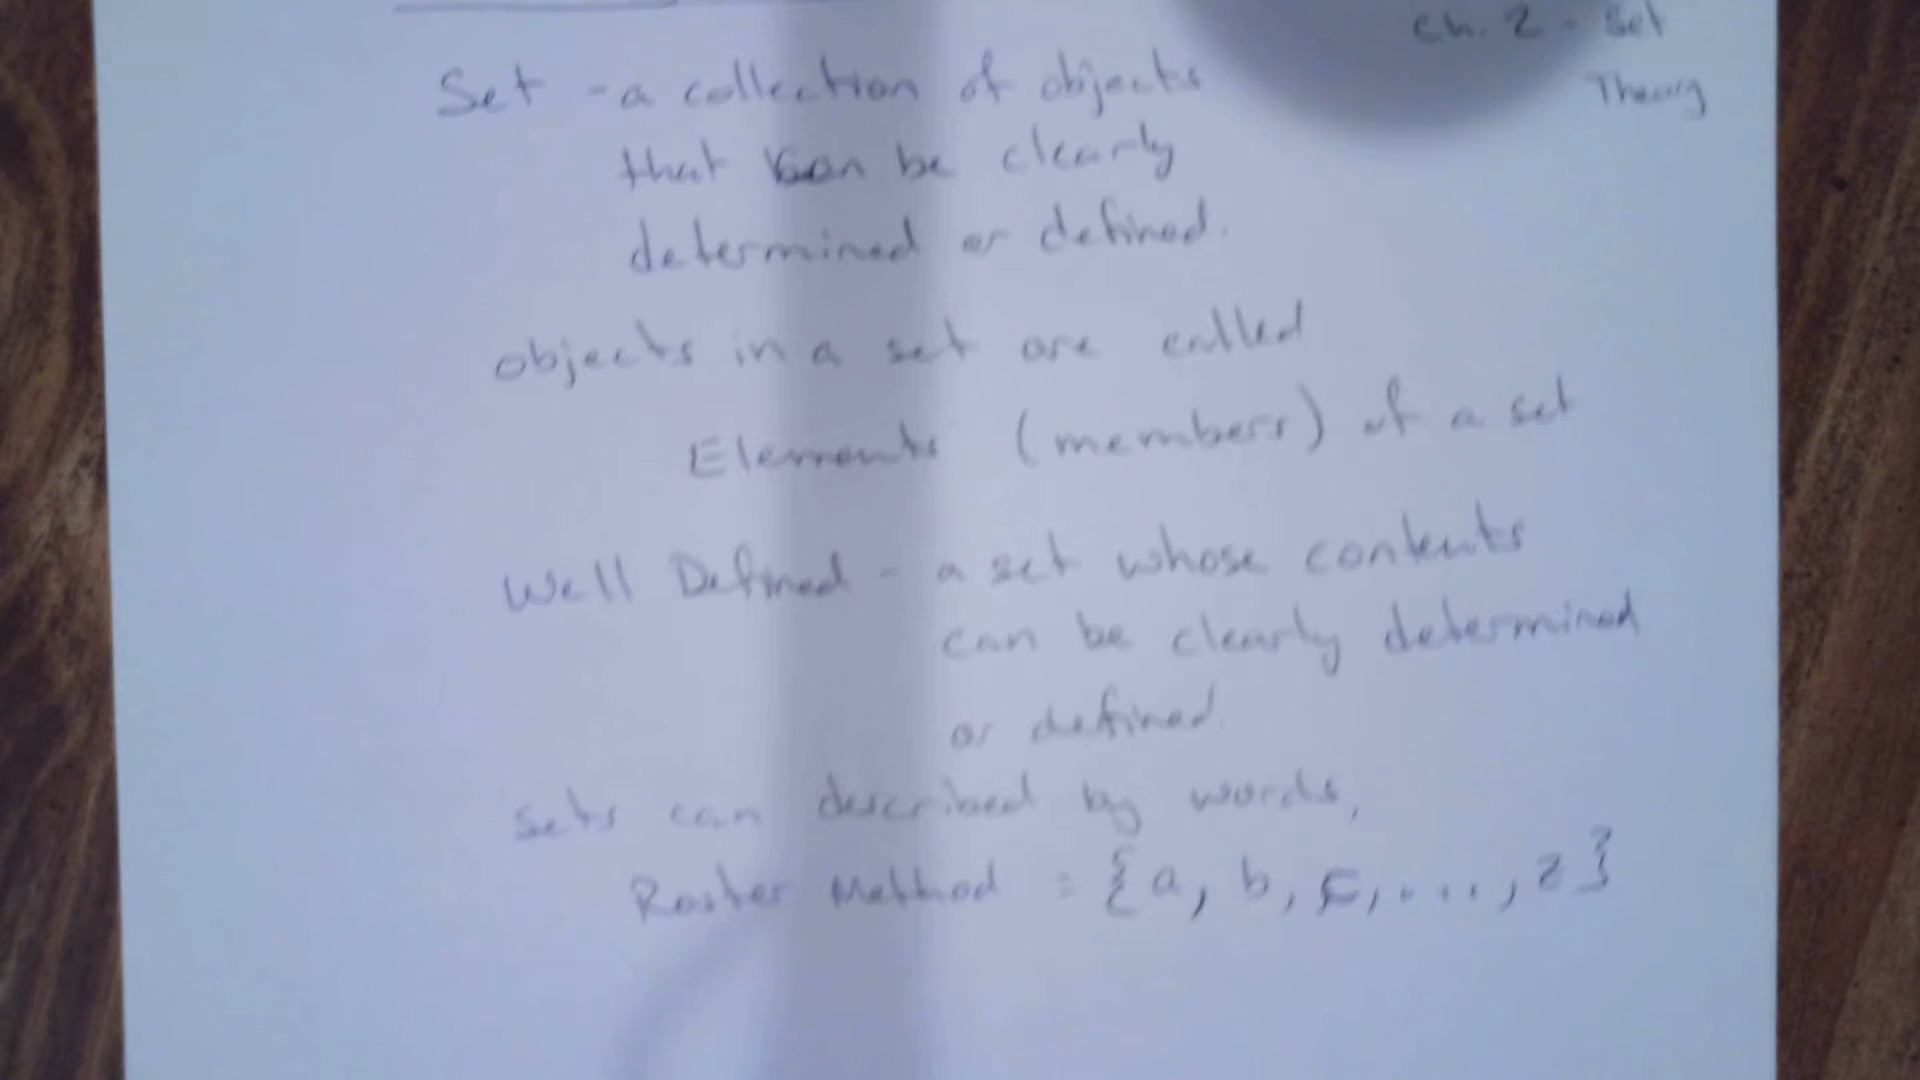 Ch. 2 - Set
Theory
Set - a collection of objects
that can be clearly
determined or defined.
objects in a set are called
Elements (members) of a set
Well Defined - a set whose contents
can be clearly determined
or defined.
Sets can described by words,
Roster Method = {a, b, c, ..., z}